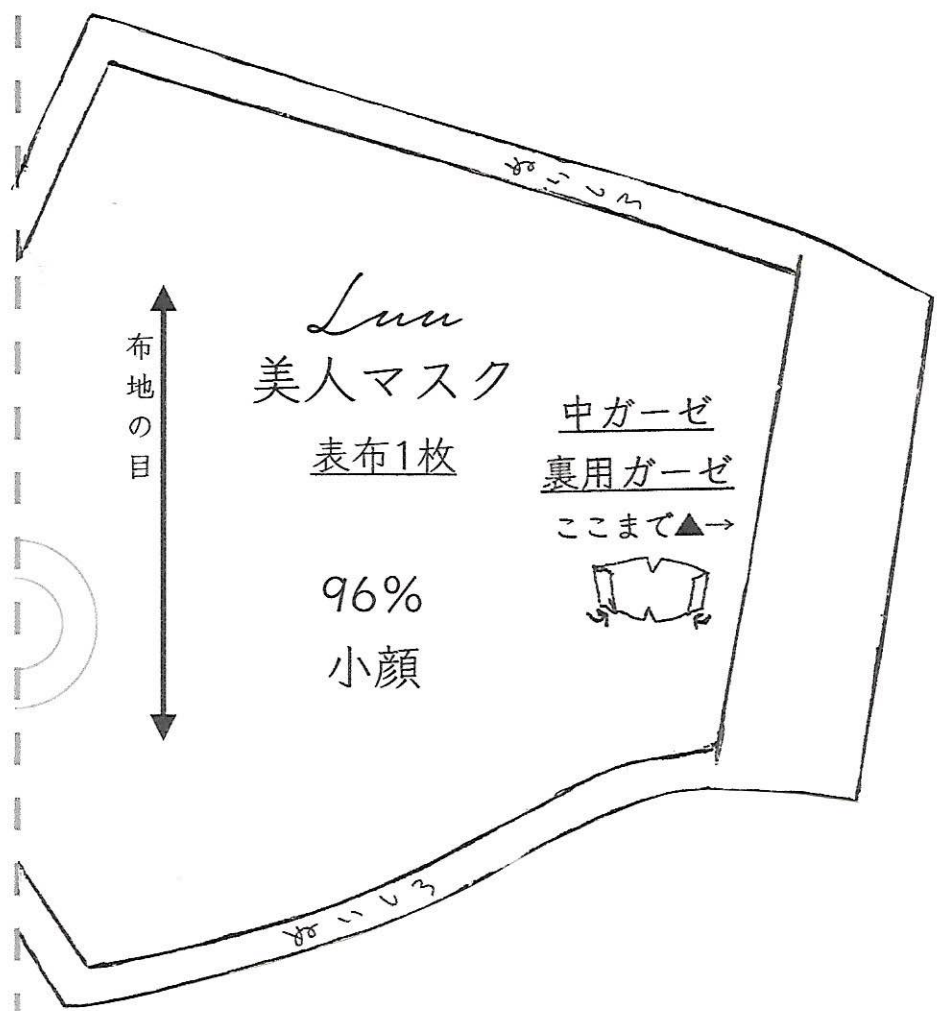 ぬいしろ
Luu
美人マスク
表布1枚
布地の目
中ガーゼ
裏用ガーゼ
ここまで▲→
96%
小顔
ぬいしろ